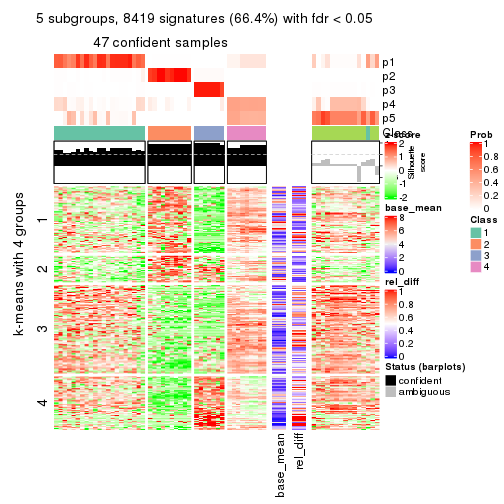 5 subgroups, 8419 signatures (66.4%) with fdr < 0.05
47 confident samples
p1
p2
p3
p4
p5
Class
z-score
2
1
0
-1
-2
Silhouette
score
Prob
1
0.8
0.6
0.4
0.2
0
Class
1
2
3
4
base_mean
8
6
4
2
0
rel_diff
1
0.8
0.6
0.4
0.2
0
Status (barplots)
confident
ambiguous
k-means with 4 groups
1
2
3
4
base_mean
rel_diff